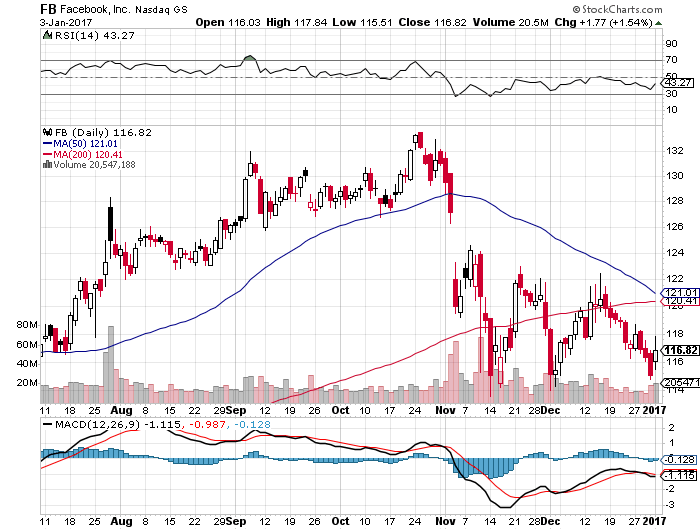 FB Facebook, Inc. Nasdaq GS © StockCharts.com
3-Jan-2017 Open 116.03 High 117.84 Low 115.51 Close 116.82 Volume 20.5M Chg +1.77 (+1.54%)
RSI(14) 43.27
90
70
50
43.27
30
10
FB (Daily) 116.82
MA(50) 121.01
MA(200) 120.41
Volume 20,547,188
132
130
128
126
124
122
121.01
120.41
118
116.82
114
80M
60M
40M
20M
205471
11 18 25 Aug 8 15 22 29 Sep 12 19 26 Oct 10 17 24 Nov 7 14 21 28 Dec 12 19 27 2017
MACD(12,26,9) -1.115, -0.987, -0.128
2
1
-0.128
-1.115
-2
-3
11 18 25 Aug 8 15 22 29 Sep 12 19 26 Oct 10 17 24 Nov 7 14 21 28 Dec 12 19 27 2017